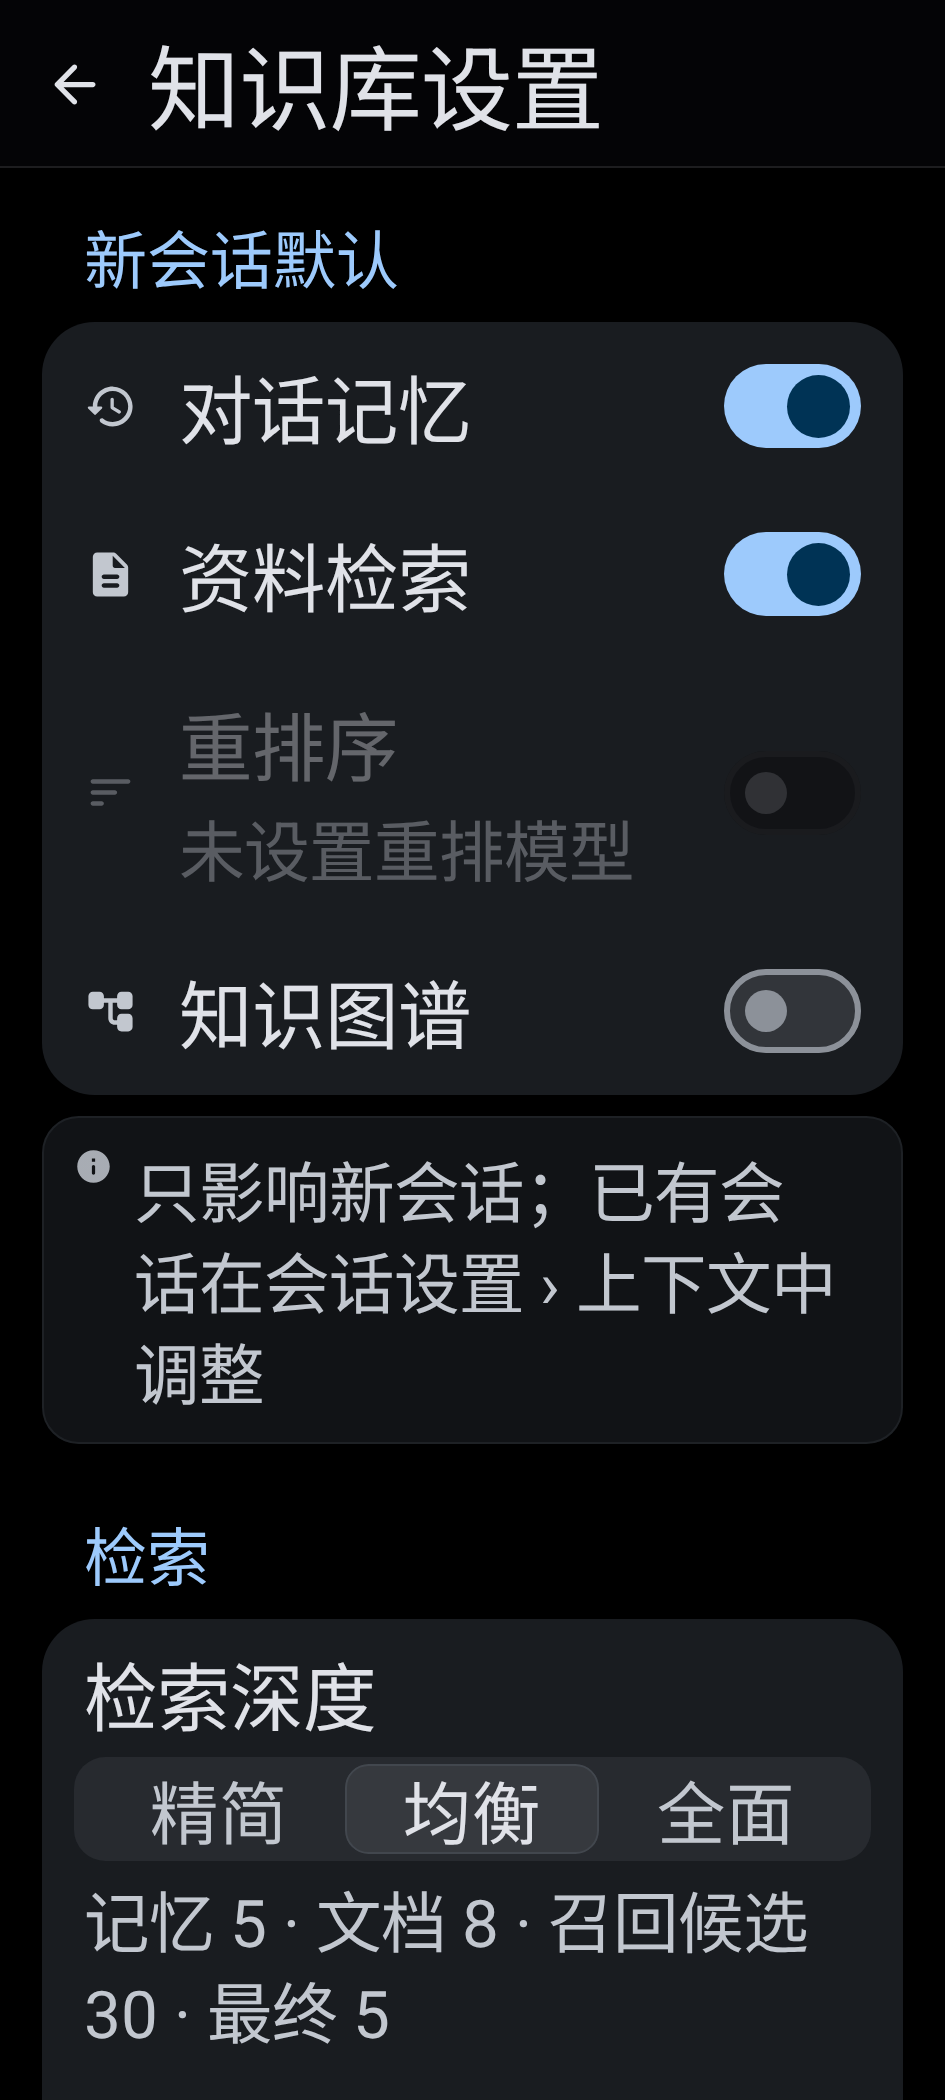 知识库设置
新会话默认
对话记忆
资料检索
重排序
未设置重排模型
知识图谱
只影响新会话；已有会
话在会话设置 › 上下文中
调整
检索
检索深度
精简
均衡
全面
记忆 5 · 文档 8 · 召回候选
30 · 最终 5